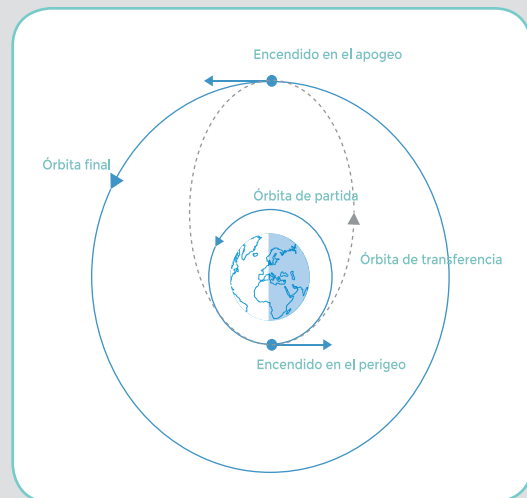 Encendido en el apogeo
Órbita final
Órbita de partida
Órbita de transferencia
Encendido en el perigeo